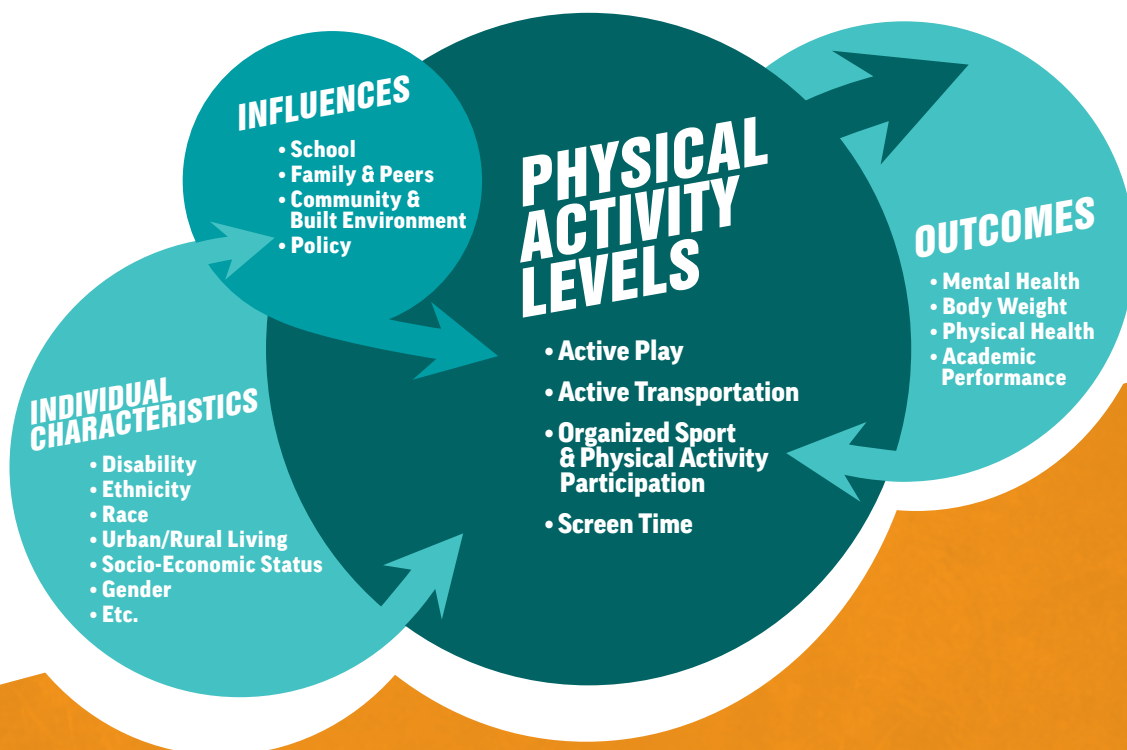 INFLUENCES
• School
• Family & Peers
• Community &
Built Environment
• Policy
INDIVIDUAL
CHARACTERISTICS
• Disability
• Ethnicity
• Race
• Urban/Rural Living
• Socio-Economic Status
• Gender
• Etc.
PHYSICAL
ACTIVITY
LEVELS
• Active Play
• Active Transportation
• Organized Sport
& Physical Activity
Participation
• Screen Time
OUTCOMES
• Mental Health
• Body Weight
• Physical Health
• Academic
Performance